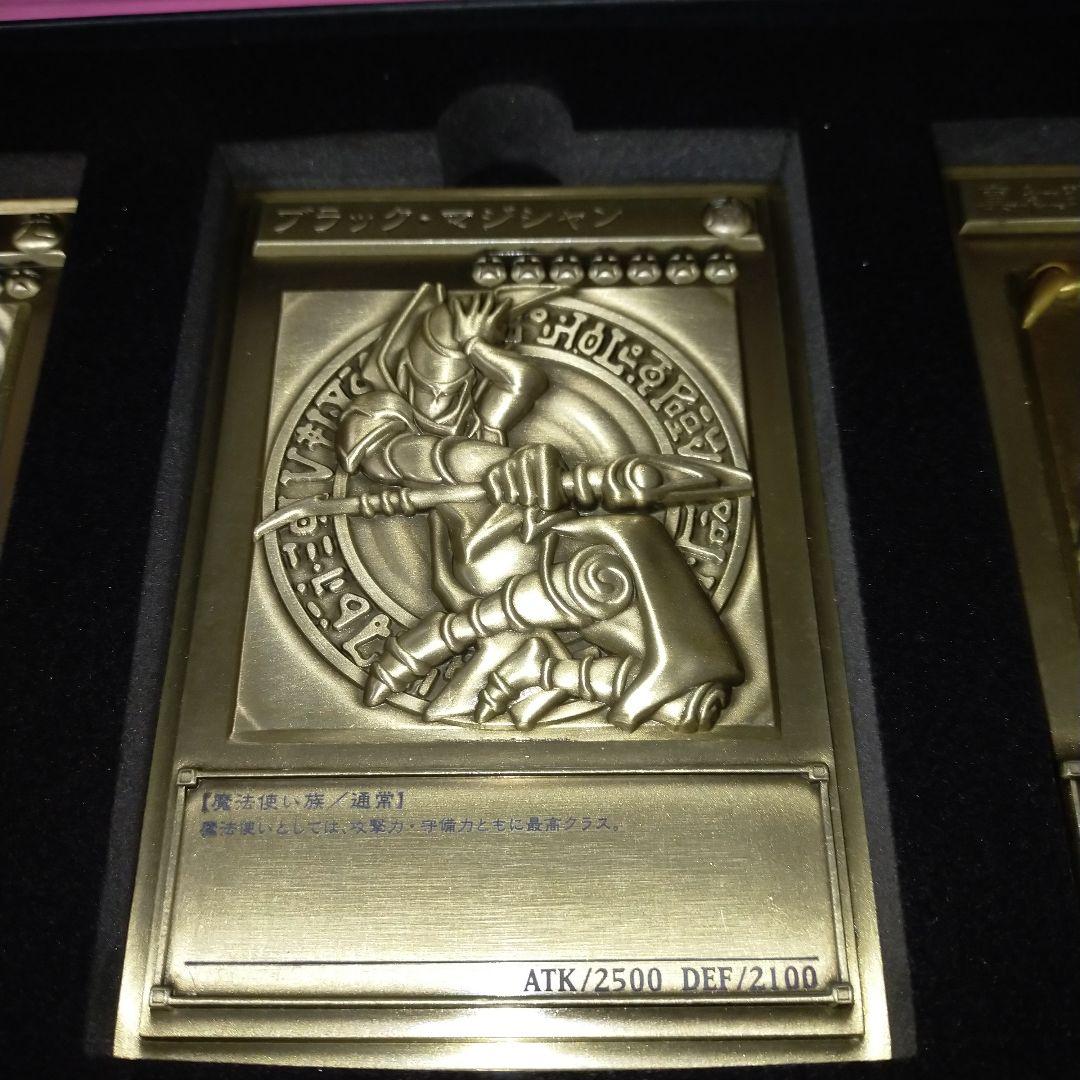 ブラック・マジシャン
【魔法使い族／通常】
魔法使いとしては、攻撃力・守備力ともに最高クラス。
ATK/2500 DEF/2100